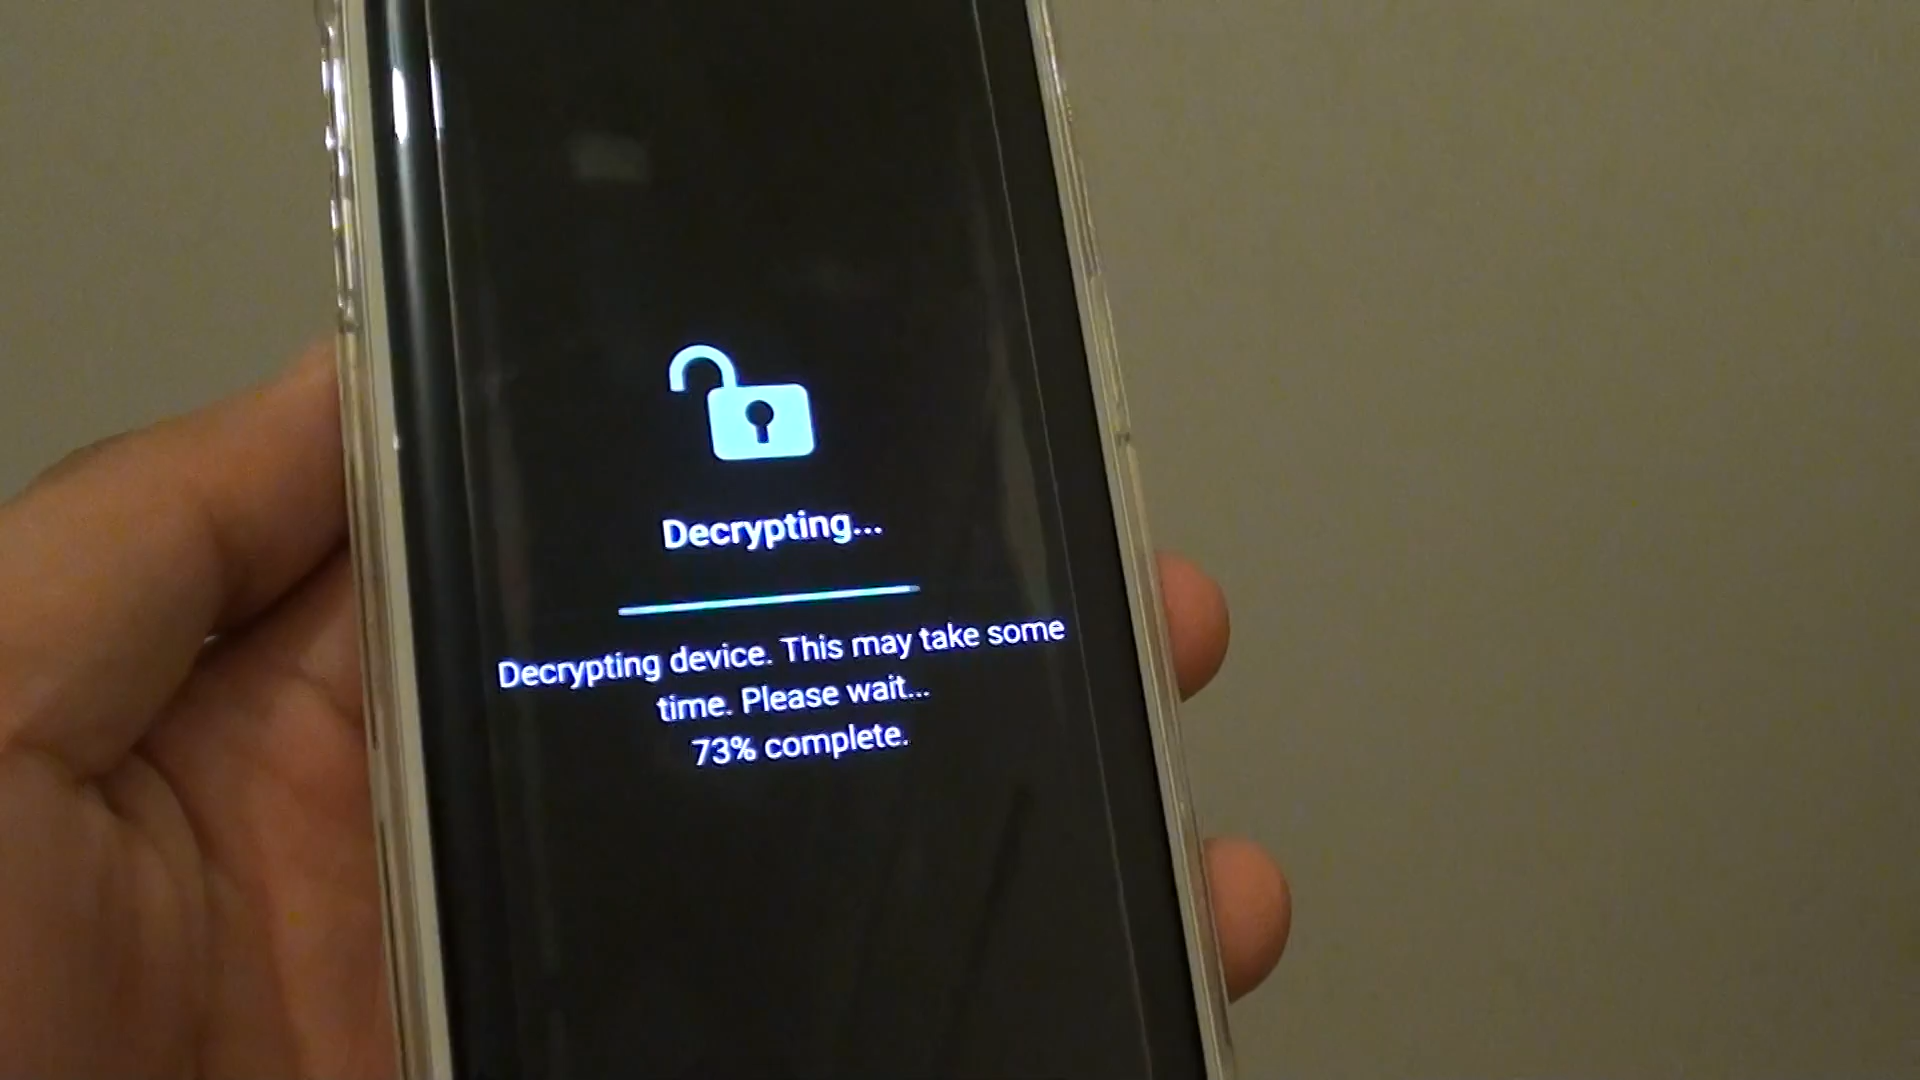 Decrypting...
Decrypting device. This may take some
time. Please wait...
73% complete.